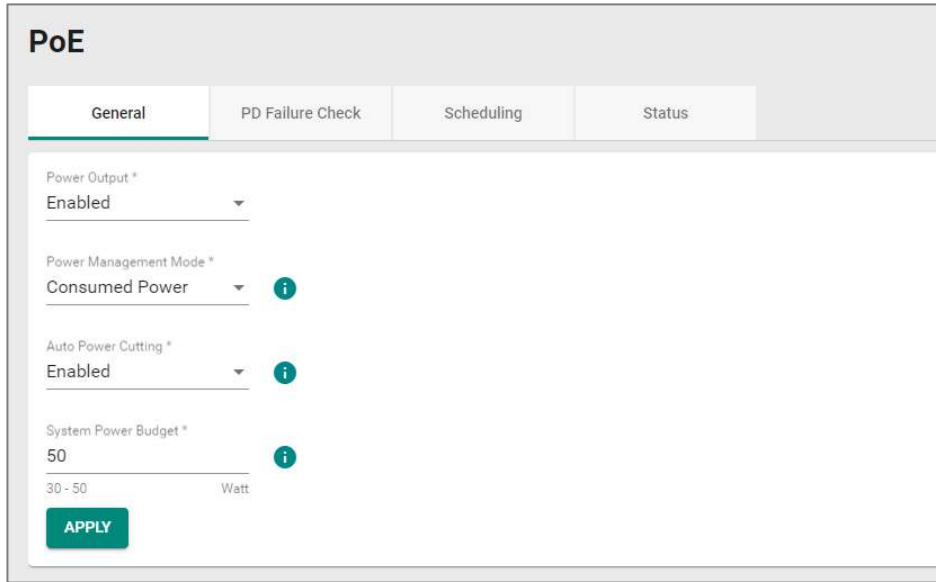 PoE
General PD Failure Check Scheduling Status
Power Output *
Enabled
Power Management Mode *
Consumed Power
Auto Power Cutting *
Enabled
System Power Budget *
50
30 - 50 Watt
APPLY